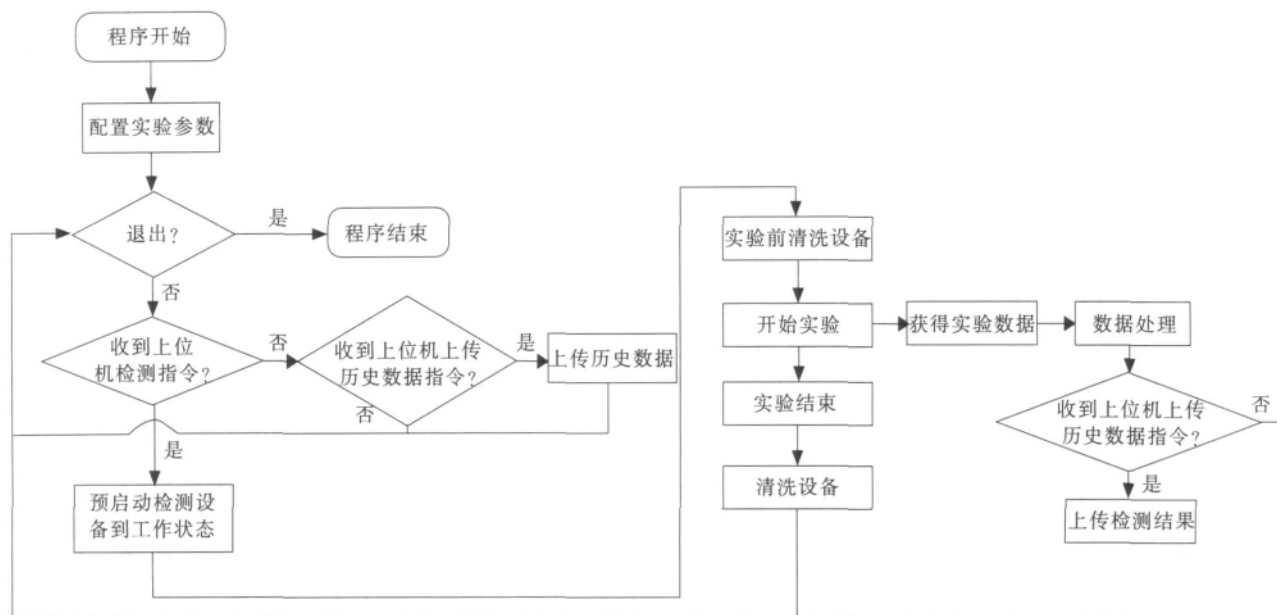 程序开始
配置实验参数
退出?
是
程序结束
否
收到上位
机检测指令?
否
收到上位机上传
历史数据指令?
是
上传历史数据
否
是
预启动检测设
备到工作状态
实验前清洗设备
开始实验
获得实验数据
数据处理
实验结束
收到上位机上传
历史数据指令?
否
清洗设备
是
上传检测结果